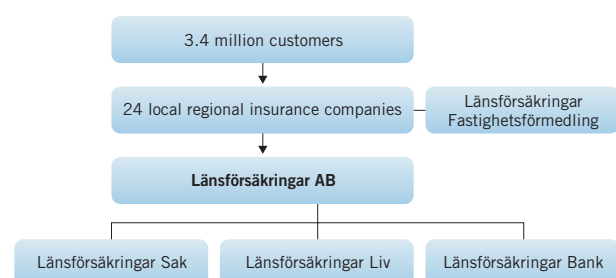 3.4 million customers
24 local regional insurance companies
Länsförsäkringar
Fastighetsförmedling
Länsförsäkringar AB
Länsförsäkringar Sak
Länsförsäkringar Liv
Länsförsäkringar Bank